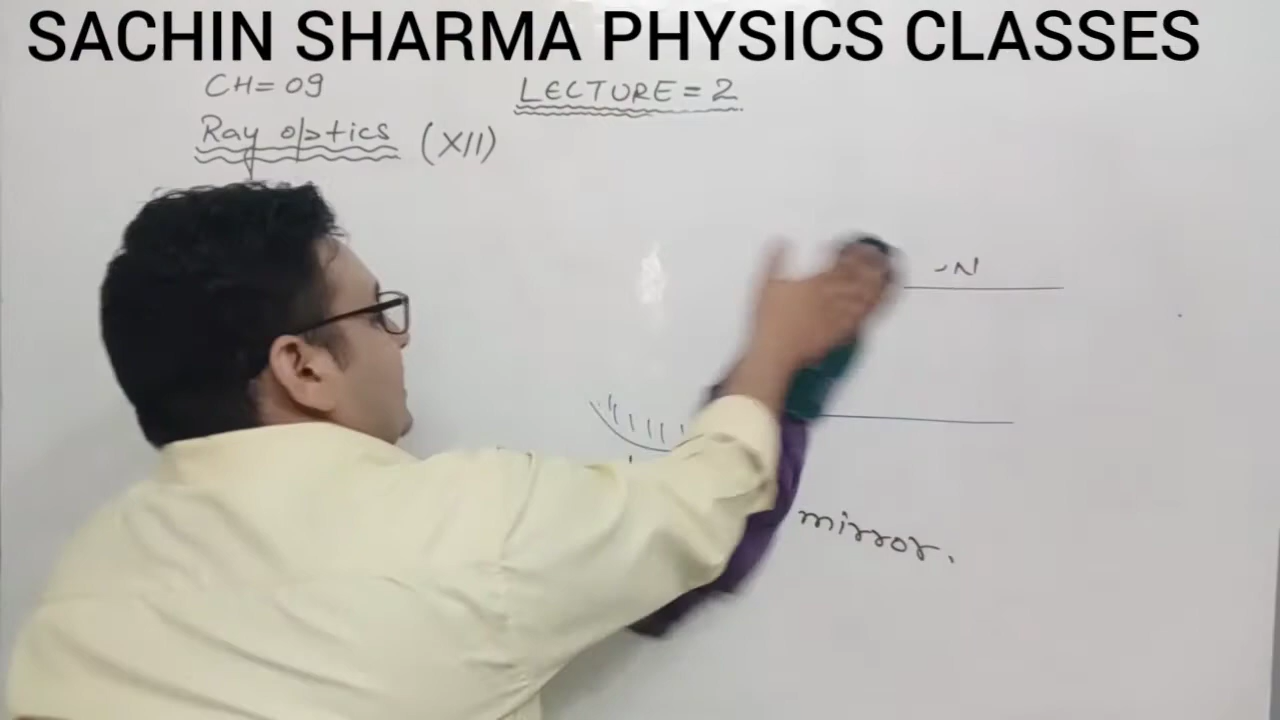 SACHIN SHARMA PHYSICS CLASSES
CH=09
LECTURE=2
Ray optics (XII)
N
mirror.